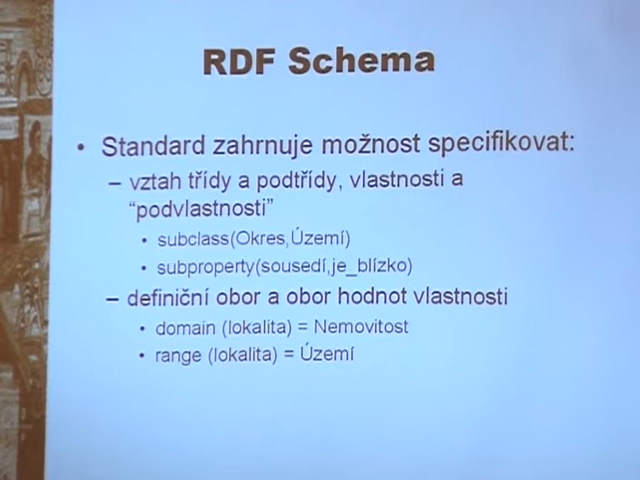 RDF Schema
• Standard zahrnuje možnost specifikovat:
– vztah třídy a podtřídy, vlastnosti a
“podvlastnosti”
• subclass(Okres,Území)
• subproperty(sousedí,je_blízko)
– definiční obor a obor hodnot vlastnosti
• domain (lokalita) = Nemovitost
• range (lokalita) = Území